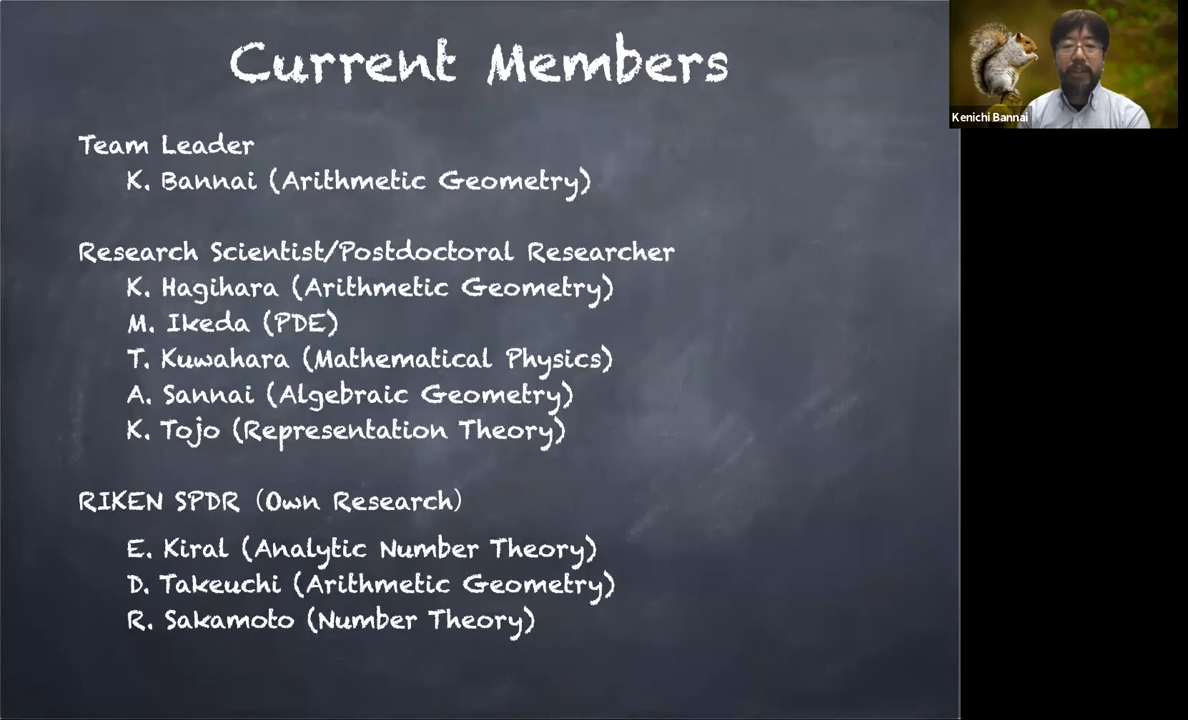 Current Members
Kenichi Bannai
Team Leader
K. Bannai (Arithmetic Geometry)
Research Scientist/Postdoctoral Researcher
K. Hagihara (Arithmetic Geometry)
M. Ikeda (PDE)
T. Kuwahara (Mathematical Physics)
A. Sannai (Algebraic Geometry)
K. Tojo (Representation Theory)
RIKEN SPDR (Own Research)
E. Kiral (Analytic Number Theory)
D. Takeuchi (Arithmetic Geometry)
R. Sakamoto (Number Theory)